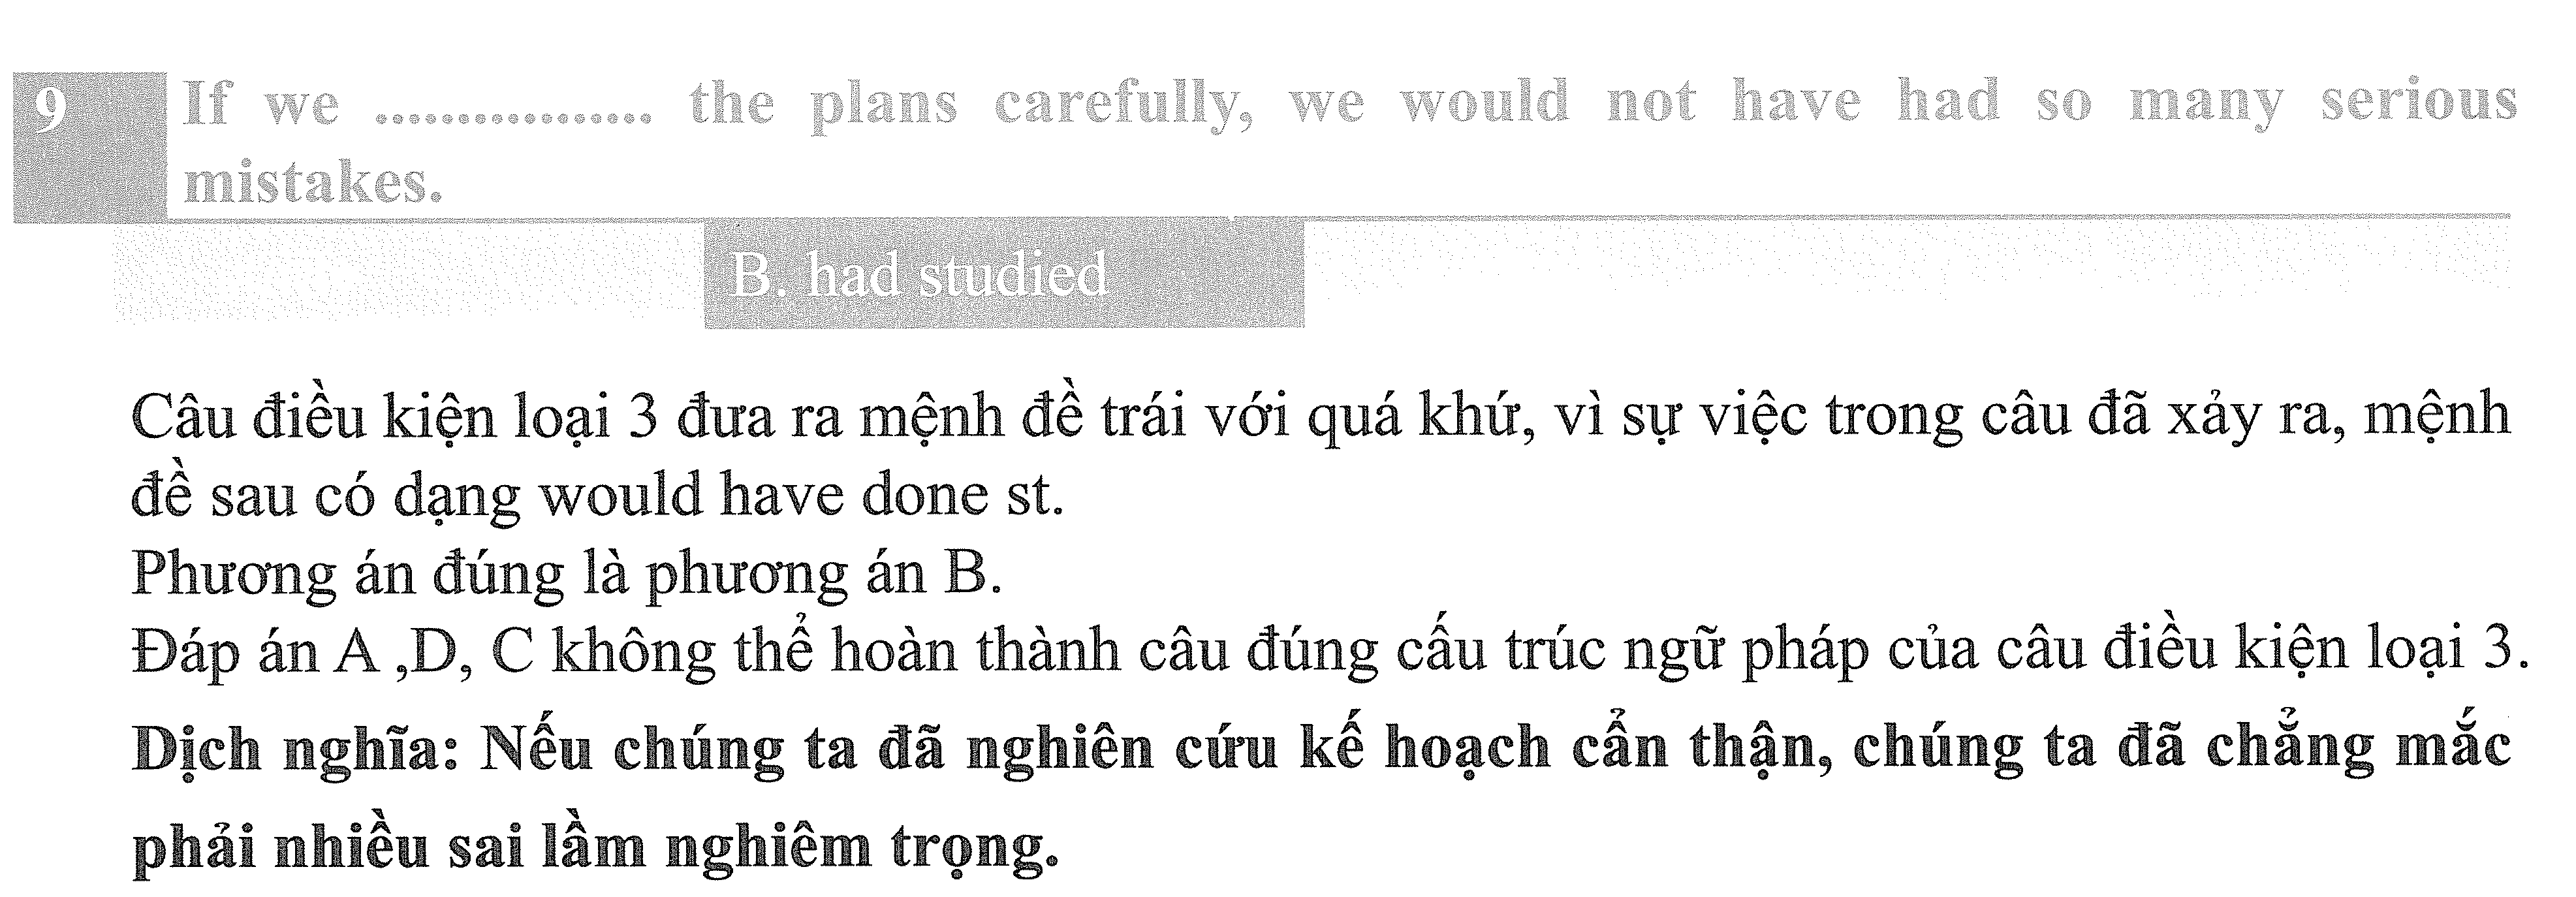 9 If we ................. the plans carefully, we would not have had so many serious
mistakes.
B. had studied
Câu điều kiện loại 3 đưa ra mệnh đề trái với quá khứ, vì sự việc trong câu đã xảy ra, mệnh
đề sau có dạng would have done st.
Phương án đúng là phương án B.
Đáp án A ,D, C không thể hoàn thành câu đúng cấu trúc ngữ pháp của câu điều kiện loại 3.
Dịch nghĩa: Nếu chúng ta đã nghiên cứu kế hoạch cẩn thận, chúng ta đã chẳng mắc
phải nhiều sai lầm nghiêm trọng.